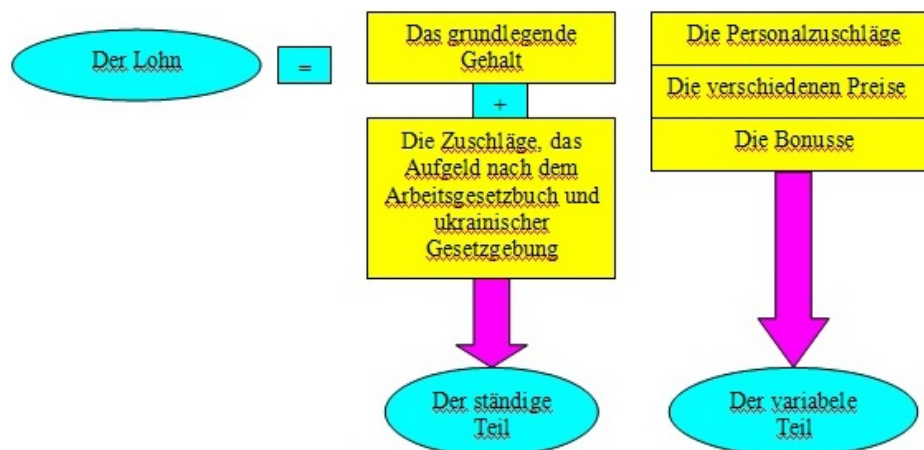 Der Lohn
=
Das grundlegende
Gehalt
+
Die Zuschläge, das
Aufgeld nach dem
Arbeitsgesetzbuch und
ukrainischer
Gesetzgebung
Der ständige
Teil
Die Personalzuschläge
Die verschiedenen Preise
Die Bonusse
Der variabele
Teil